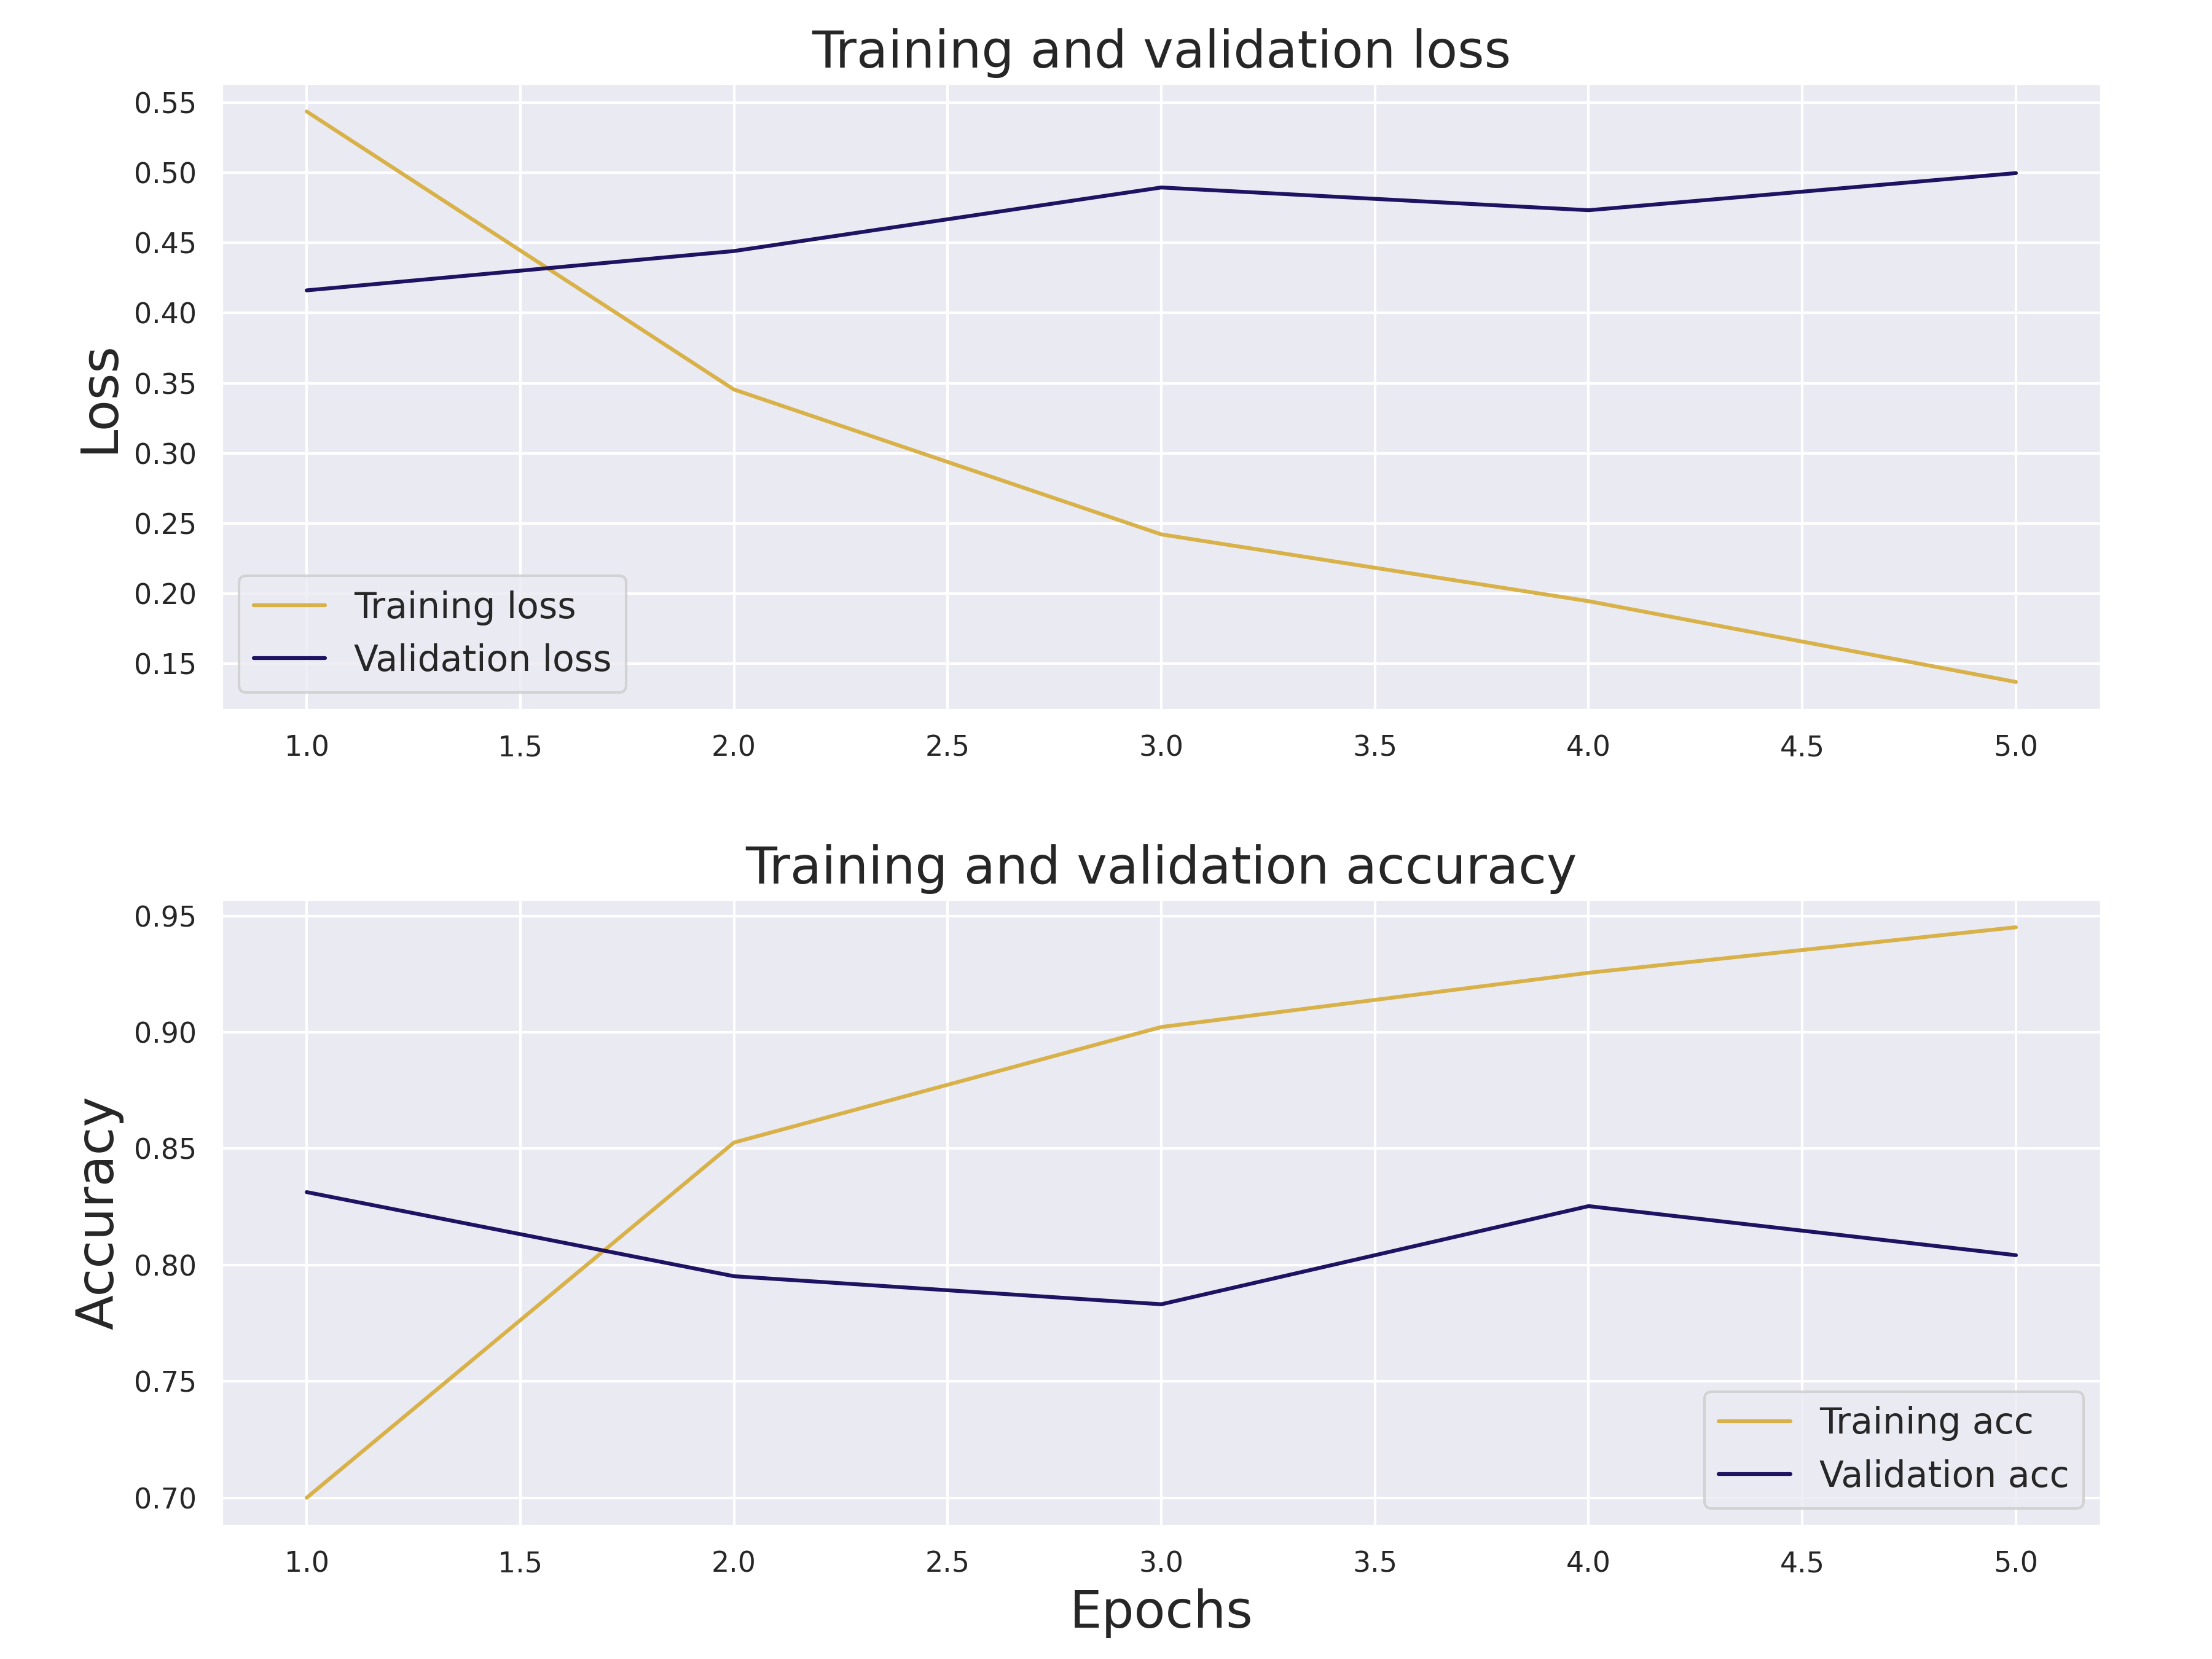 Training and validation loss
Loss
0.55
0.50
0.45
0.40
0.35
0.30
0.25
0.20
0.15
Training loss
Validation loss
1.0 1.5 2.0 2.5 3.0 3.5 4.0 4.5 5.0
Training and validation accuracy
Accuracy
0.95
0.90
0.85
0.80
0.75
0.70
Training acc
Validation acc
1.0 1.5 2.0 2.5 3.0 3.5 4.0 4.5 5.0
Epochs